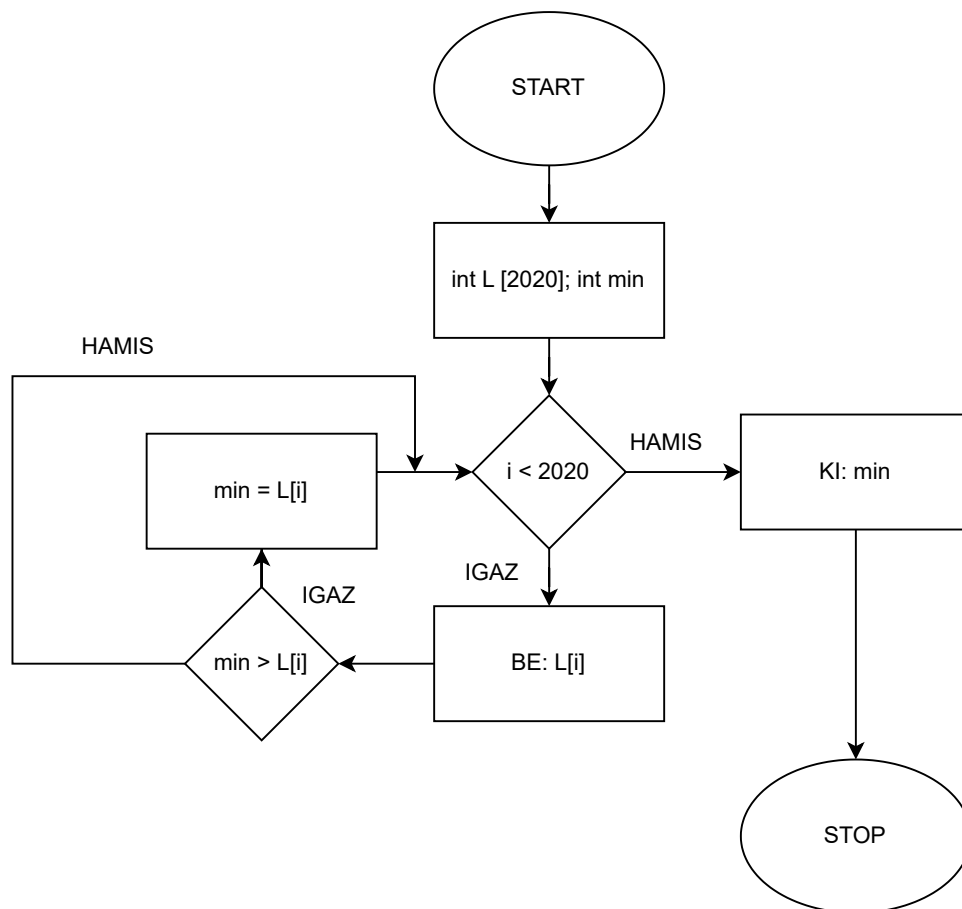 START
int L [2020]; int min
HAMIS
i < 2020
HAMIS
KI: min
min = L[i]
IGAZ
IGAZ
BE: L[i]
min > L[i]
STOP